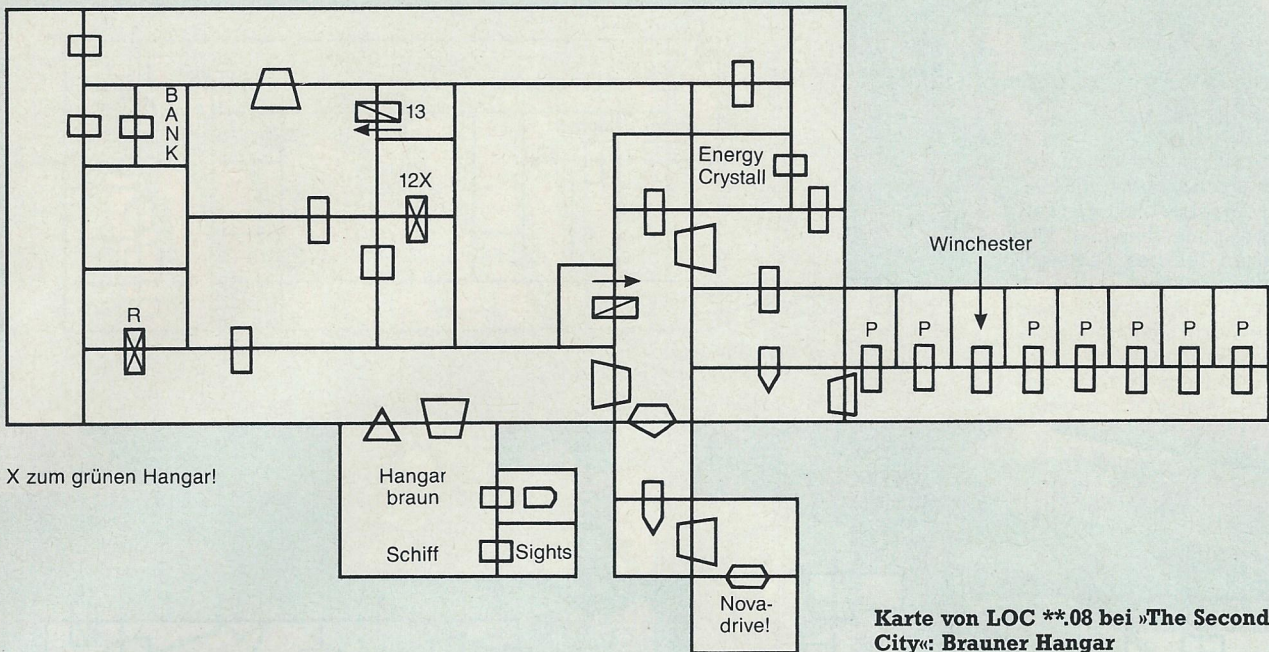 BANK
13
12X
Energy
Crystall
Winchester
R
P
P
P
P
P
P
P
X zum grünen Hangar!
Hangar
braun
Schiff
Sights
Nova-
drive!
Karte von LOC **.08 bei »The Second
City«: Brauner Hangar